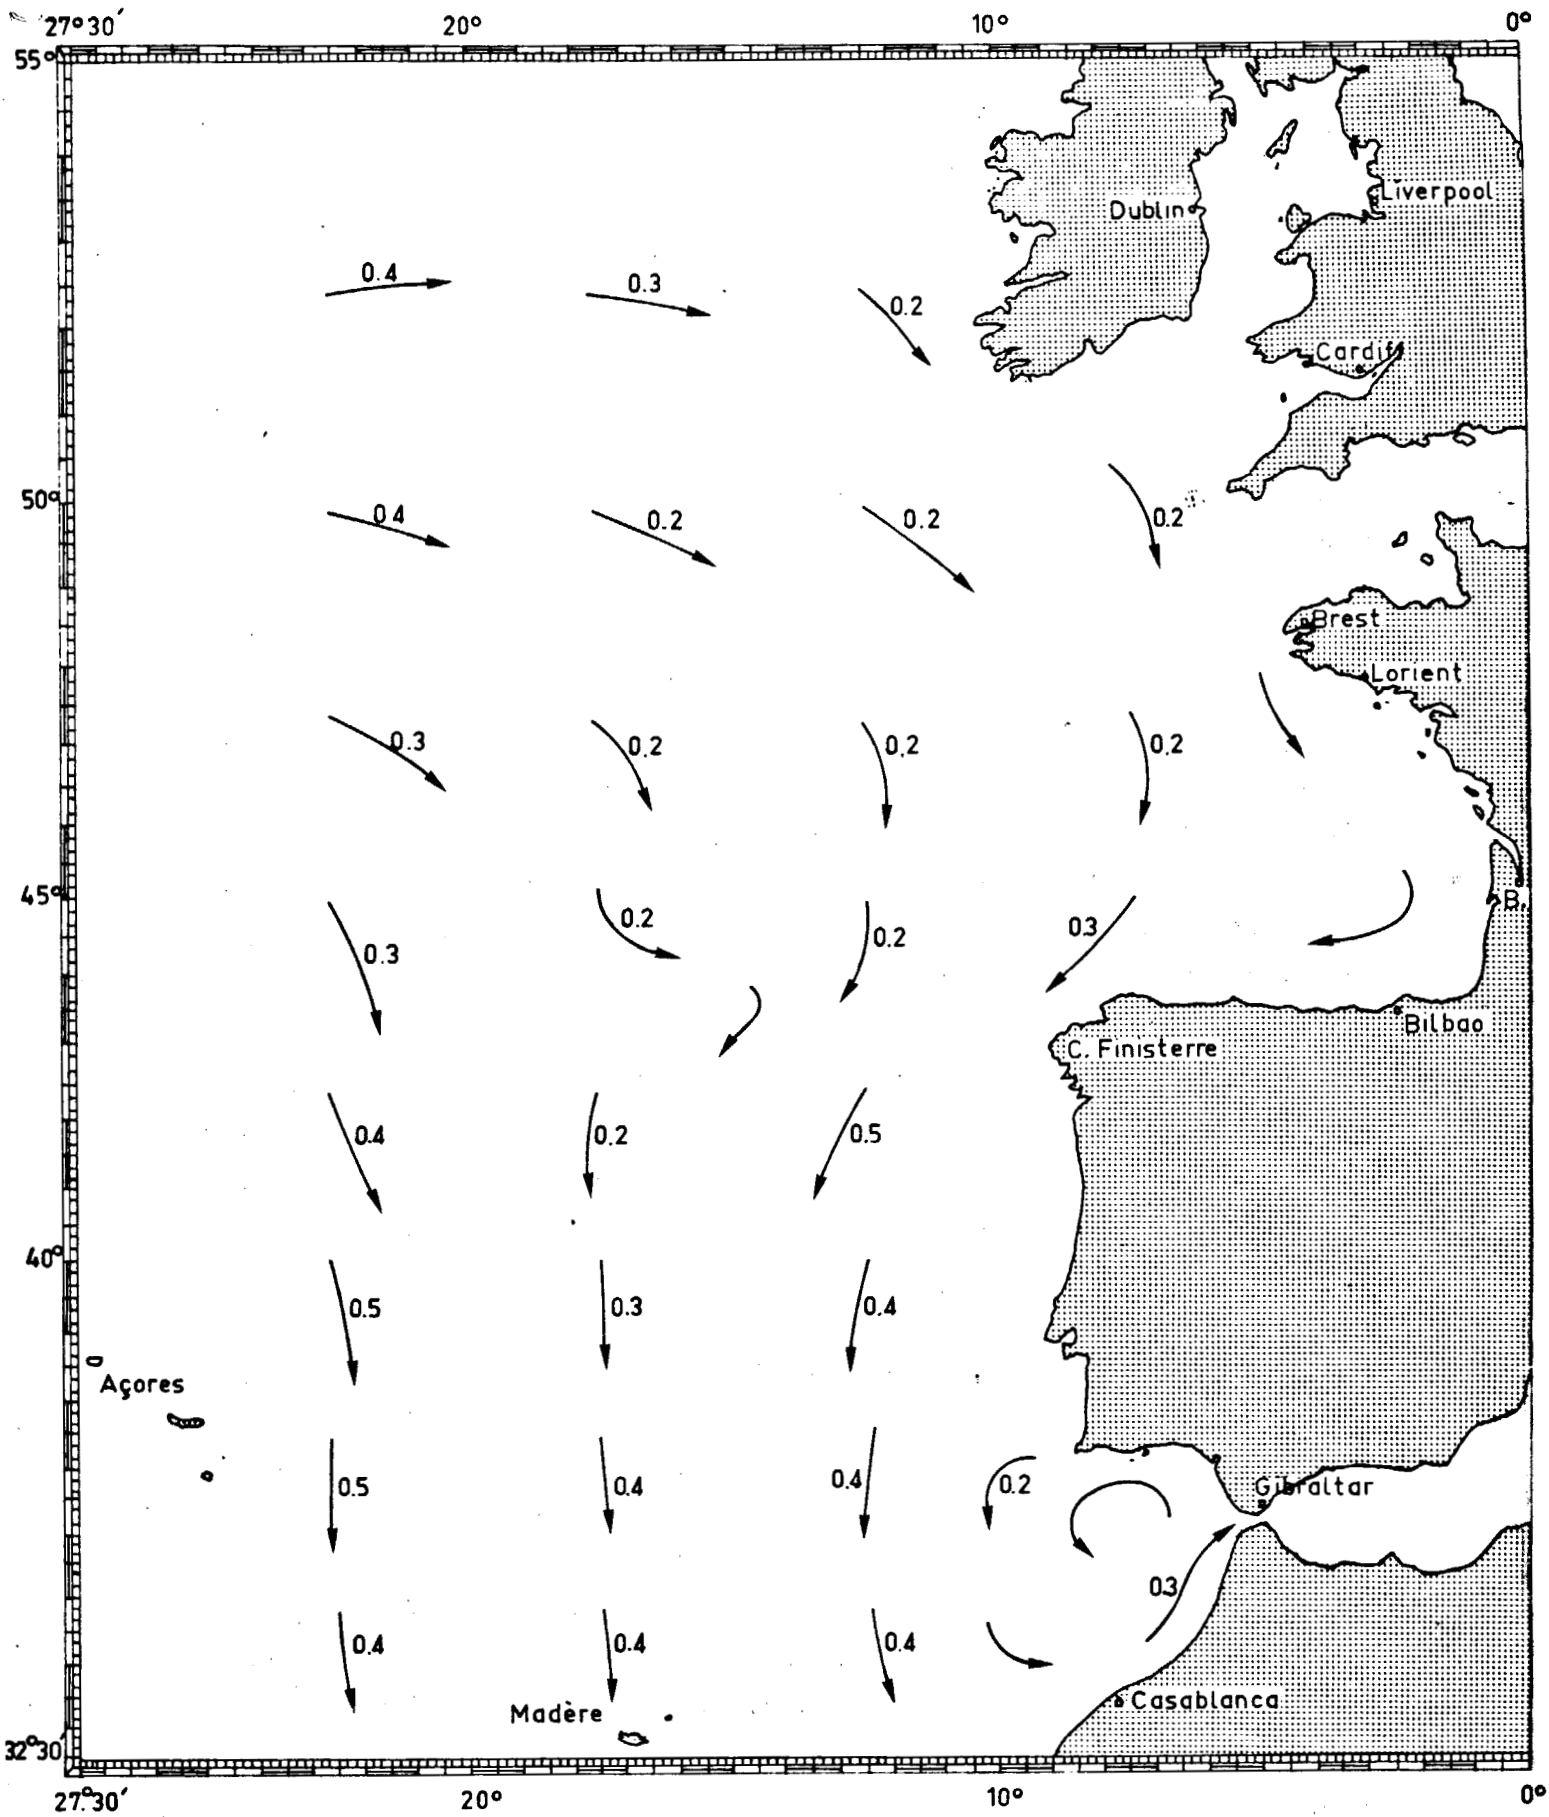 27°30′ 20° 10° 0°
55°
Liverpool
Dublin
0.4 0.3 0.2
Cardiff
50°
0.4 0.2 0.2 0.2
Brest
Lorient
0.3 0.2 0.2 0.2
45°
B.
0.3 0.2 0.2 0.3
Bilbao
C. Finisterre
0.4 0.2 0.5
40°
0.5 0.3 0.4
Açores
0.5 0.4 0.4 0.2
Gibraltar
0.3
0.4 0.4 0.4
Casablanca
Madère
32°30′
27°30′ 20° 10° 0°